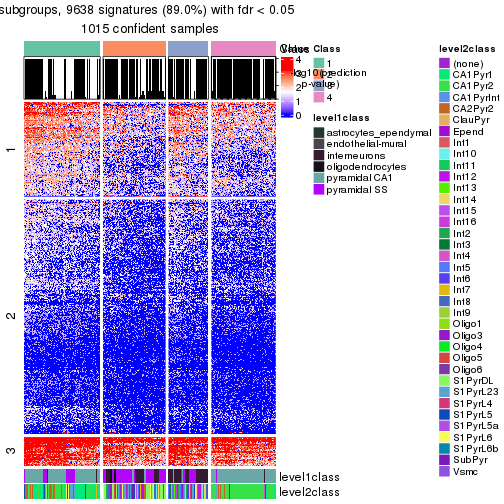 subgroups, 9638 signatures (89.0%) with fdr < 0.05
1015 confident samples
Class
1
2
3
4
level1class
astrocytes_ependymal
endothelial-mural
interneurons
oligodendrocytes
pyramidal CA1
pyramidal SS
level2class
(none)
CA1Pyr1
CA1Pyr2
CA1PyrInt
CA2Pyr2
ClauPyr
Epend
Int1
Int10
Int11
Int12
Int13
Int14
Int15
Int16
Int2
Int3
Int4
Int5
Int6
Int7
Int8
Int9
Oligo1
Oligo3
Oligo4
Oligo5
Oligo6
S1PyrDL
S1PyrL23
S1PyrL4
S1PyrL5
S1PyrL5a
S1PyrL6
S1PyrL6b
SubPyr
Vsmc
4
3
2
1
0
1
2
3
level1class
level2class